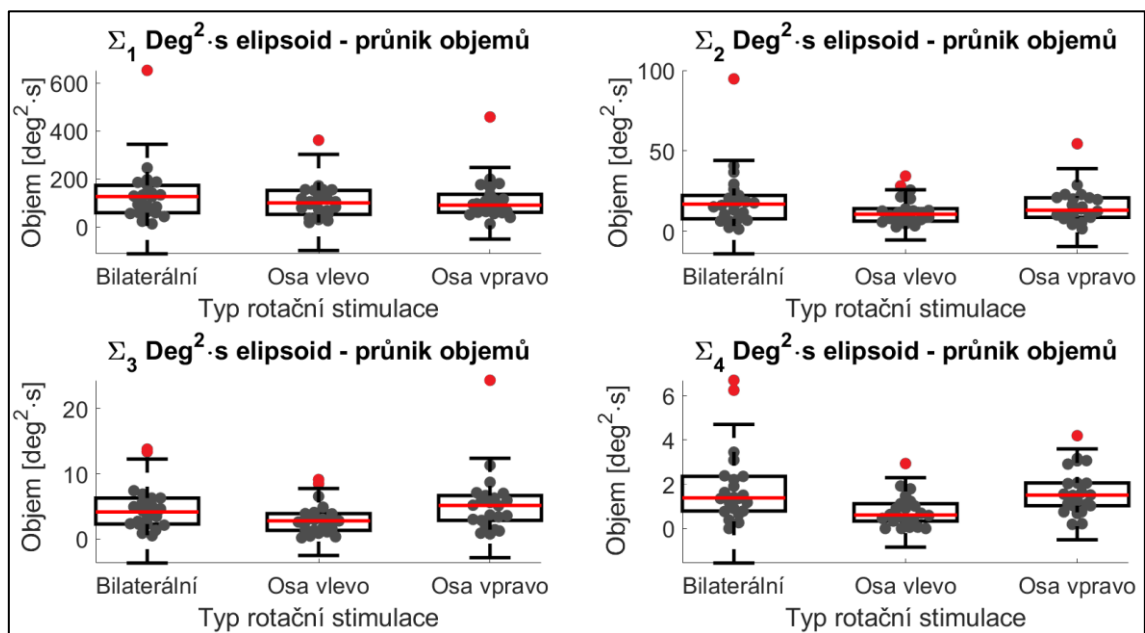 Σ1 Deg2·s elipsoid - průnik objemů
Objem [deg2·s]
600
400
200
0
Bilaterální Osa vlevo Osa vpravo
Typ rotační stimulace
Σ2 Deg2·s elipsoid - průnik objemů
Objem [deg2·s]
100
50
0
Bilaterální Osa vlevo Osa vpravo
Typ rotační stimulace
Σ3 Deg2·s elipsoid - průnik objemů
Objem [deg2·s]
20
10
0
Bilaterální Osa vlevo Osa vpravo
Typ rotační stimulace
Σ4 Deg2·s elipsoid - průnik objemů
Objem [deg2·s]
6
4
2
0
Bilaterální Osa vlevo Osa vpravo
Typ rotační stimulace